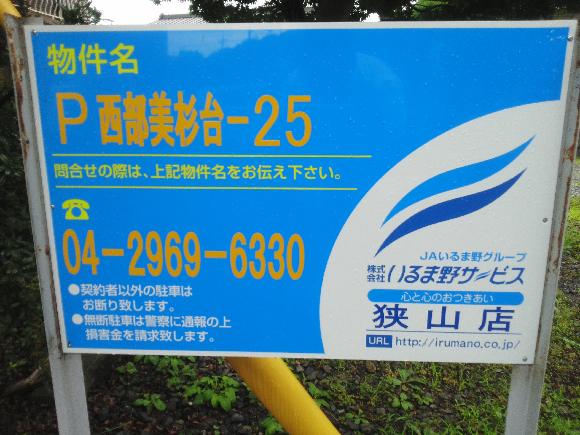 物件名
P 西部美杉台-25
問合せの際は、上記物件名をお伝え下さい。
☎
04-2969-6330
●契約者以外の駐車は
お断り致します。
●無断駐車は警察に通報の上
損害金を請求致します。
JAいるま野グループ
株式会社 いるま野サービス
心と心のおつきあい
狭山店
URL http://irumano.co.jp/